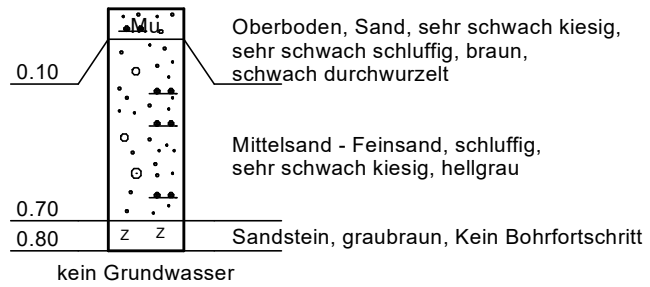 Mu
Oberboden, Sand, sehr schwach kiesig,
sehr schwach schluffig, braun,
schwach durchwurzelt
0.10
Mittelsand - Feinsand, schluffig,
sehr schwach kiesig, hellgrau
0.70
z z
Sandstein, graubraun, Kein Bohrfortschritt
0.80
kein Grundwasser